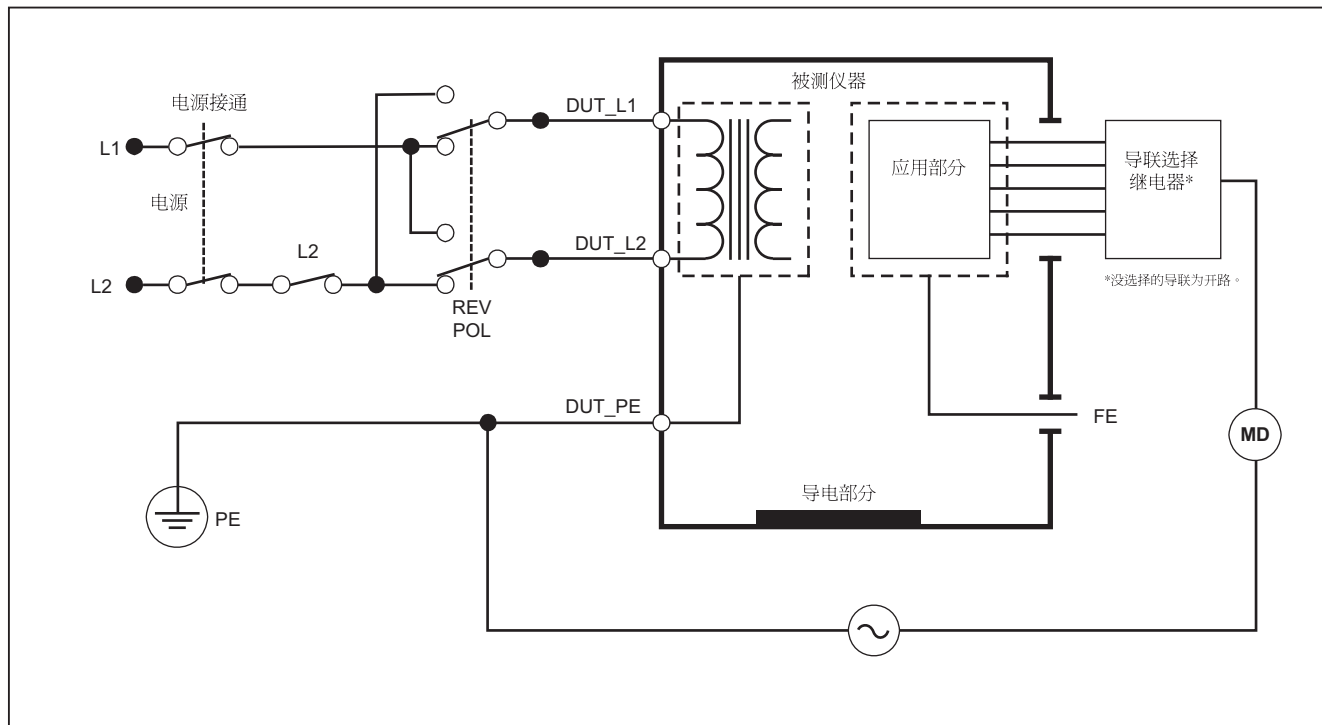 被测仪器
电源接通
DUT_L1
L1
应用部分
导联选择
继电器*
电源
DUT_L2
L2
L2
*没选择的导联为开路。
REV
POL
DUT_PE
FE
MD
导电部分
PE